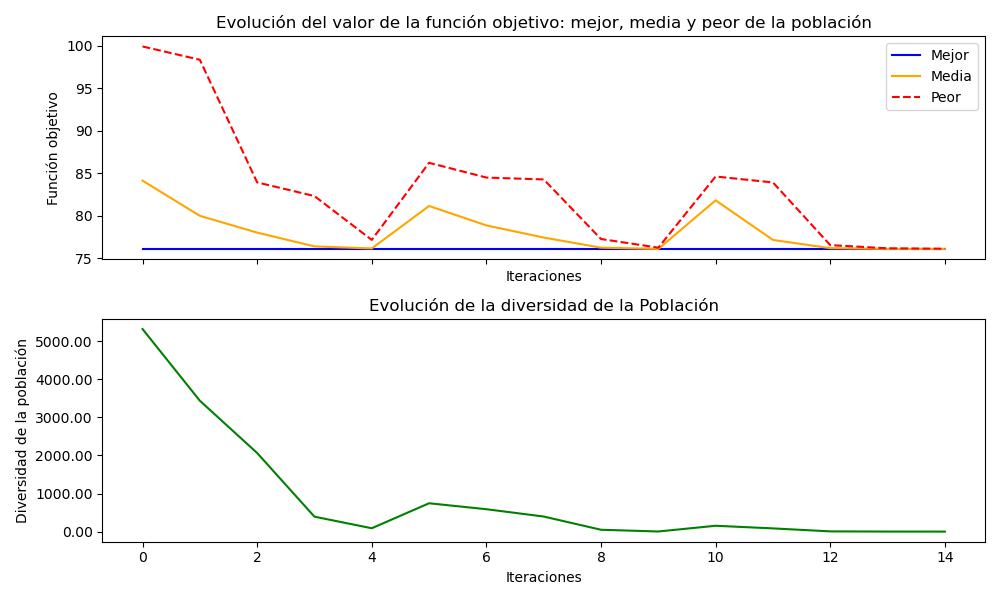 Evolución del valor de la función objetivo: mejor, media y peor de la población
Función objetivo
100
95
90
85
80
75
Mejor
Media
Peor
Iteraciones
Evolución de la diversidad de la Población
Diversidad de la población
5000.00
4000.00
3000.00
2000.00
1000.00
0.00
0 2 4 6 8 10 12 14
Iteraciones